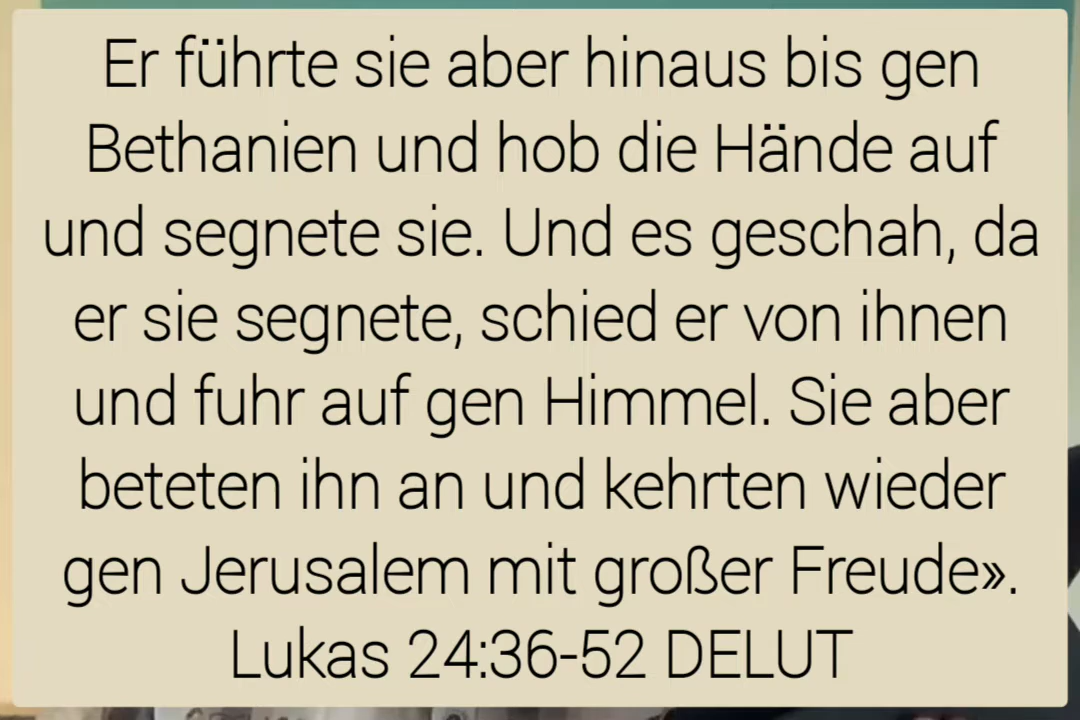 Er führte sie aber hinaus bis gen
Bethanien und hob die Hände auf
und segnete sie. Und es geschah, da
er sie segnete, schied er von ihnen
und fuhr auf gen Himmel. Sie aber
beteten ihn an und kehrten wieder
gen Jerusalem mit großer Freude».
Lukas 24:36-52 DELUT